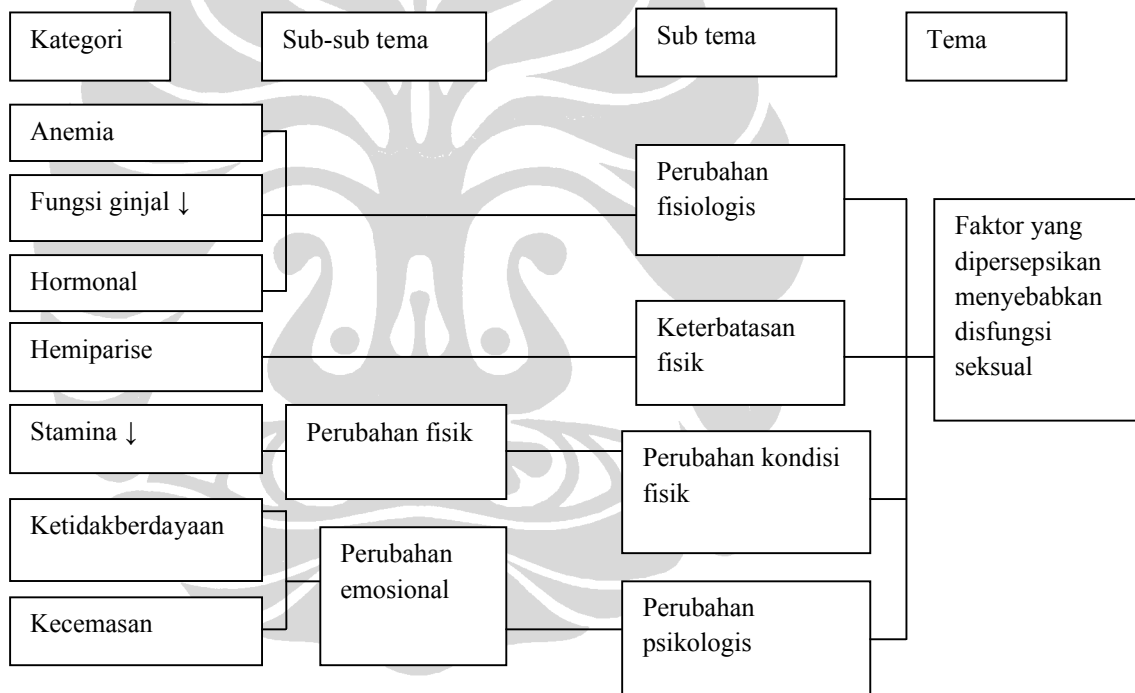 Kategori
Sub-sub tema
Sub tema
Tema
Anemia
Fungsi ginjal ↓
Hormonal
Hemiparise
Stamina ↓
Ketidakberdayaan
Kecemasan
Perubahan fisik
Perubahan
emosional
Perubahan
fisiologis
Keterbatasan
fisik
Perubahan kondisi
fisik
Perubahan
psikologis
Faktor yang
dipersepsikan
menyebabkan
disfungsi
seksual